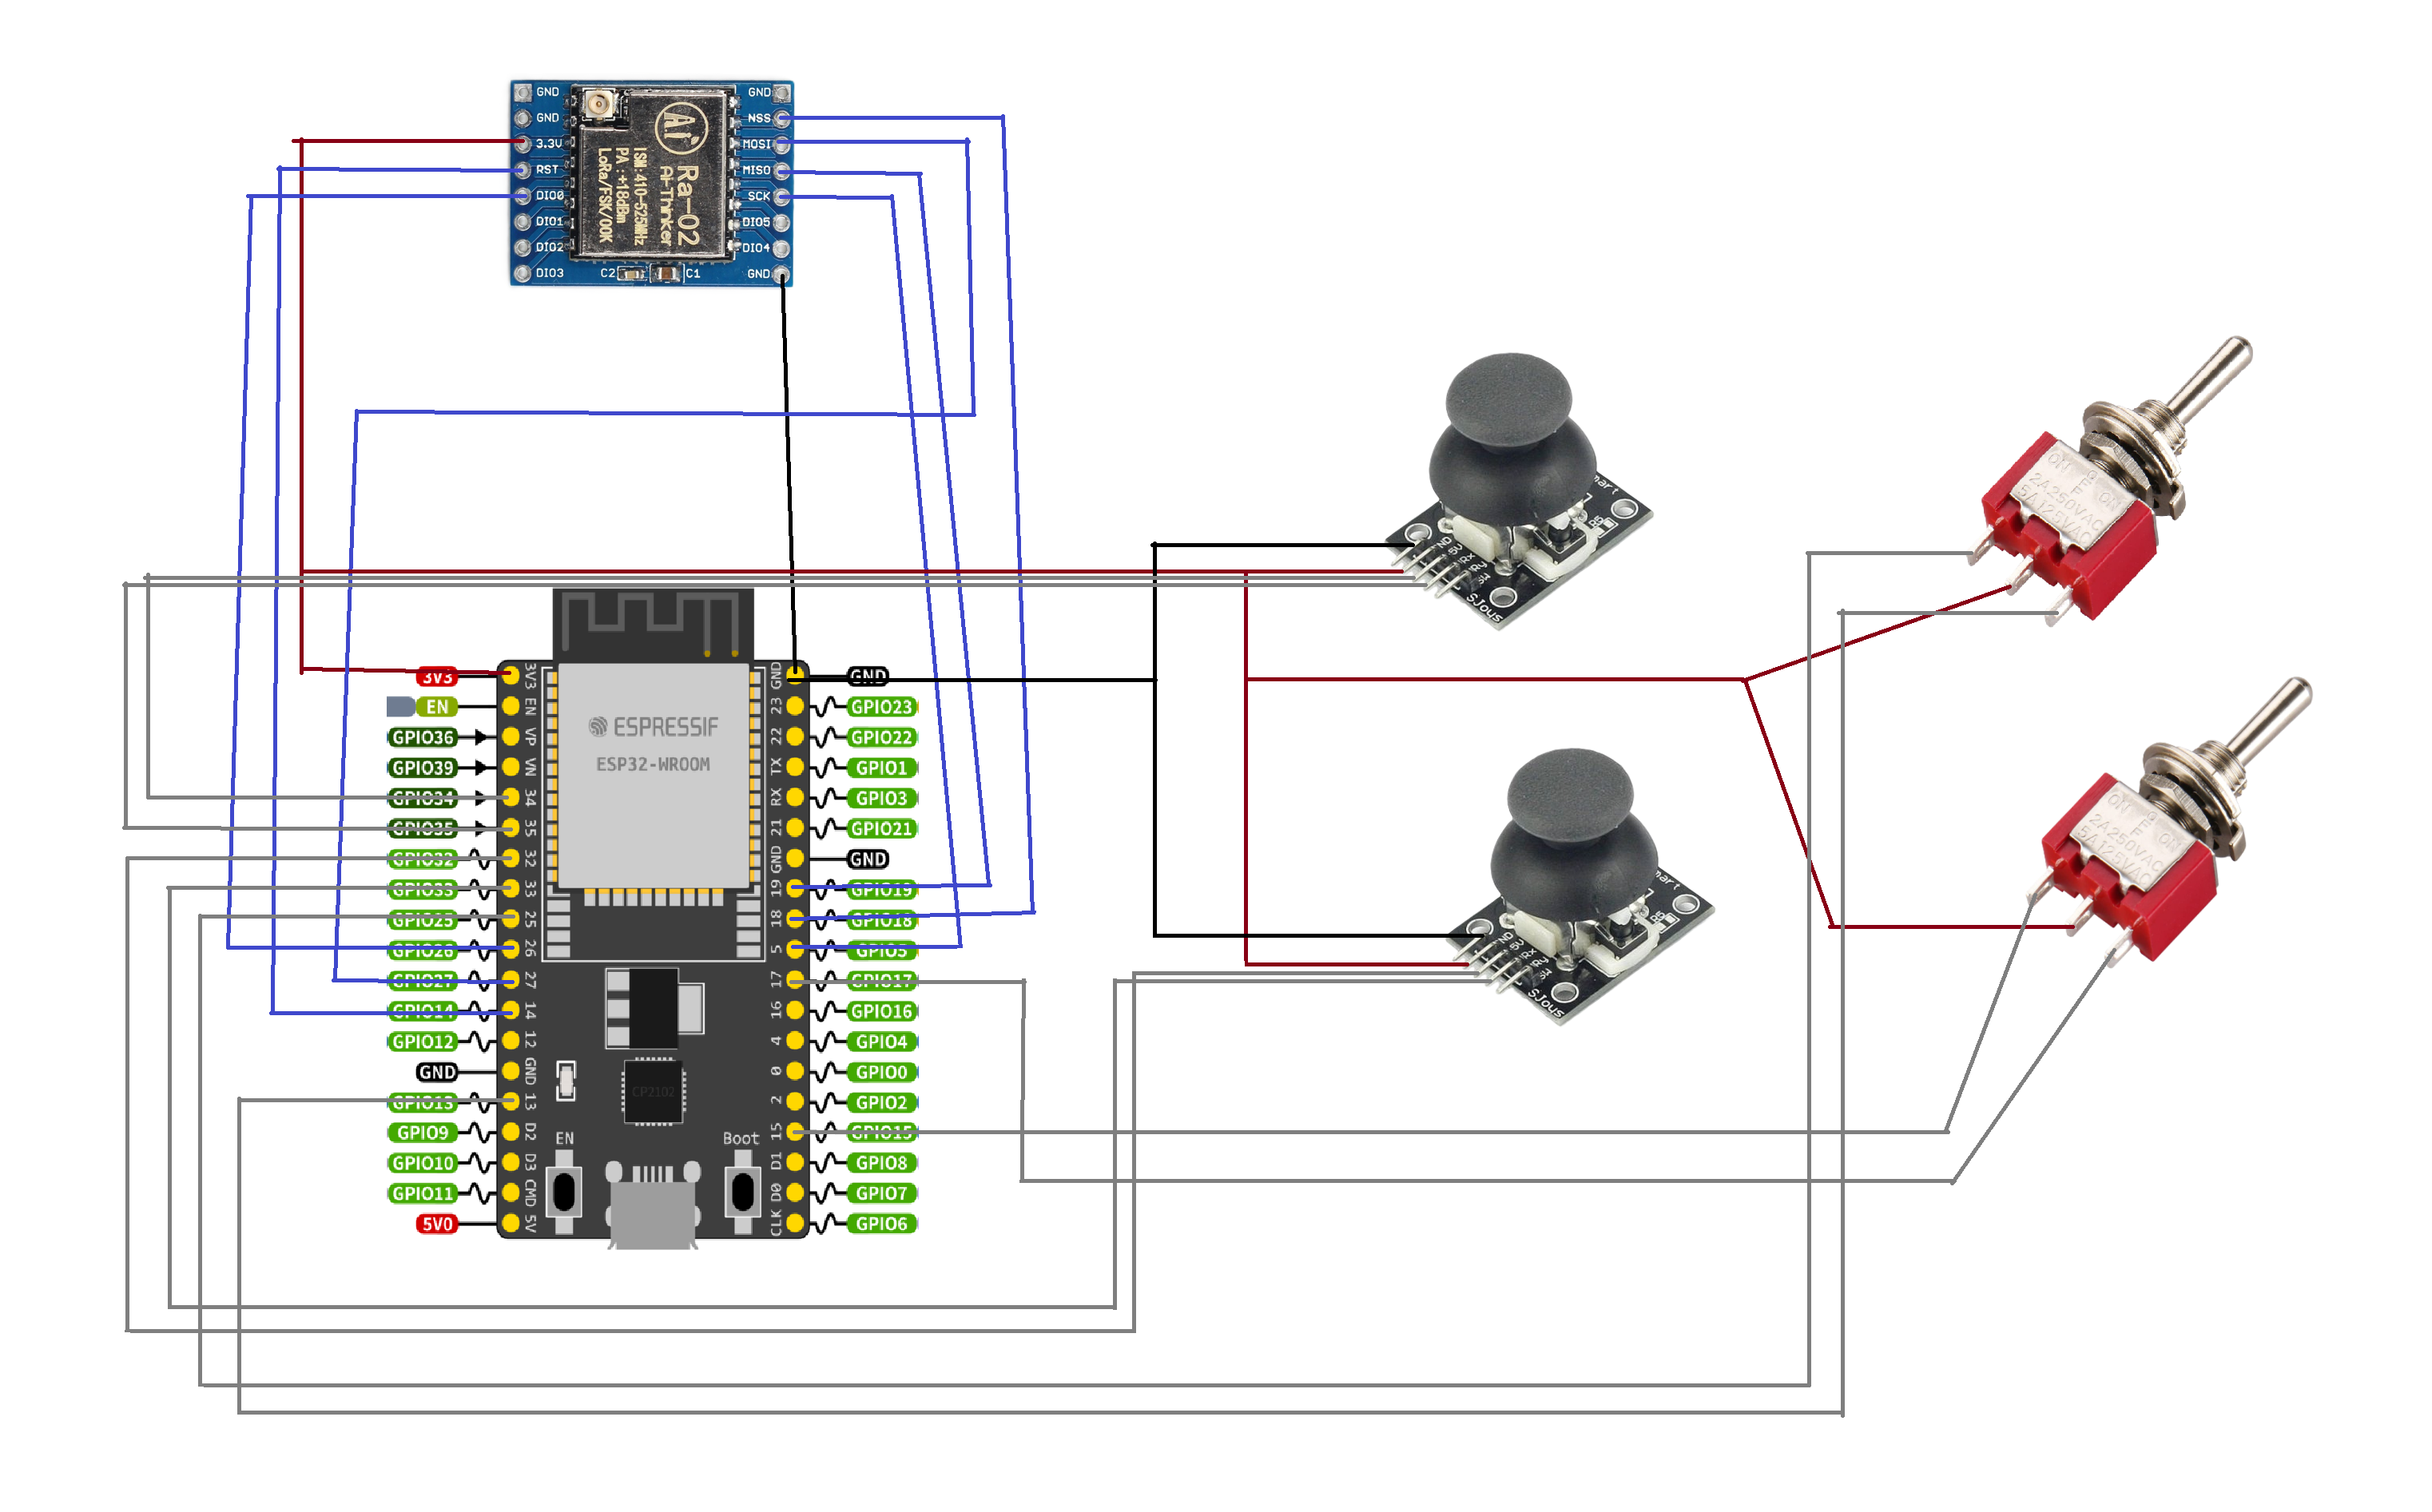 GND
GND
3.3V
RST
DIO0
DIO1
DIO2
DIO3
GND
NSS
MOSI
MISO
SCK
DIO5
DIO4
GND
C2
C1
Ai
Ra-02
Ai-Thinker
ISM:410-525MHz
PA:+18dBm
LoRa/FSK/OOK
5V
SW
SJoys
ON
OFF
ON
2A250VAC
5A125VAC
5V
SW
SJoys
ON
OFF
ON
2A250VAC
5A125VAC
ESPRESSIF
ESP32-WROOM
3V3
EN
GPIO36
GPIO39
GPIO34
GPIO35
GPIO32
GPIO33
GPIO25
GPIO26
GPIO27
GPIO14
GPIO12
GND
GPIO13
GPIO9
GPIO10
GPIO11
5V0
3V3
EN
VP
VN
34
35
32
33
25
26
27
14
12
GND
13
D2
D3
CMD
5V
EN
CP2102
Boot
GND
23
22
TX
RX
21
GND
19
18
5
17
16
4
0
2
15
D1
D0
CLK
GND
GPIO23
GPIO22
GPIO1
GPIO3
GPIO21
GND
GPIO19
GPIO18
GPIO5
GPIO17
GPIO16
GPIO4
GPIO0
GPIO2
GPIO15
GPIO8
GPIO7
GPIO6